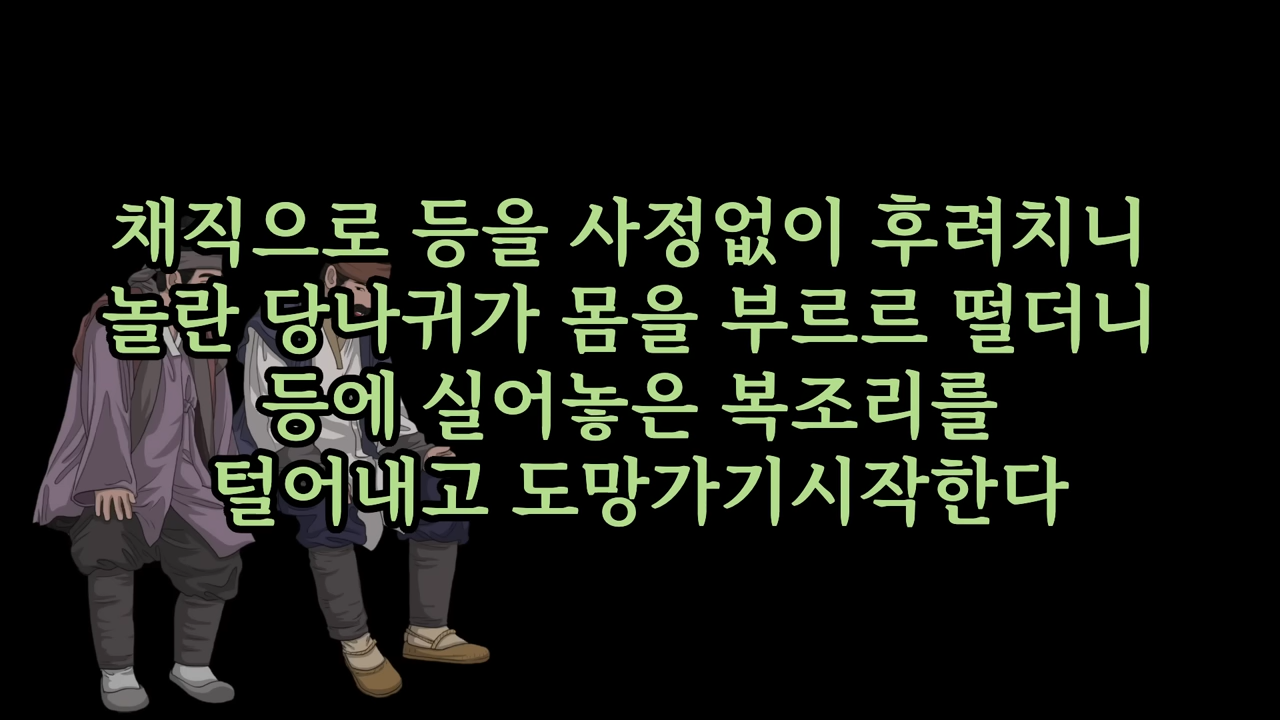 채직으로 등을 사정없이 후려치니
놀란 당나귀가 몸을 부르르 떨더니
등에 실어놓은 복조리를
털어내고 도망가기시작한다